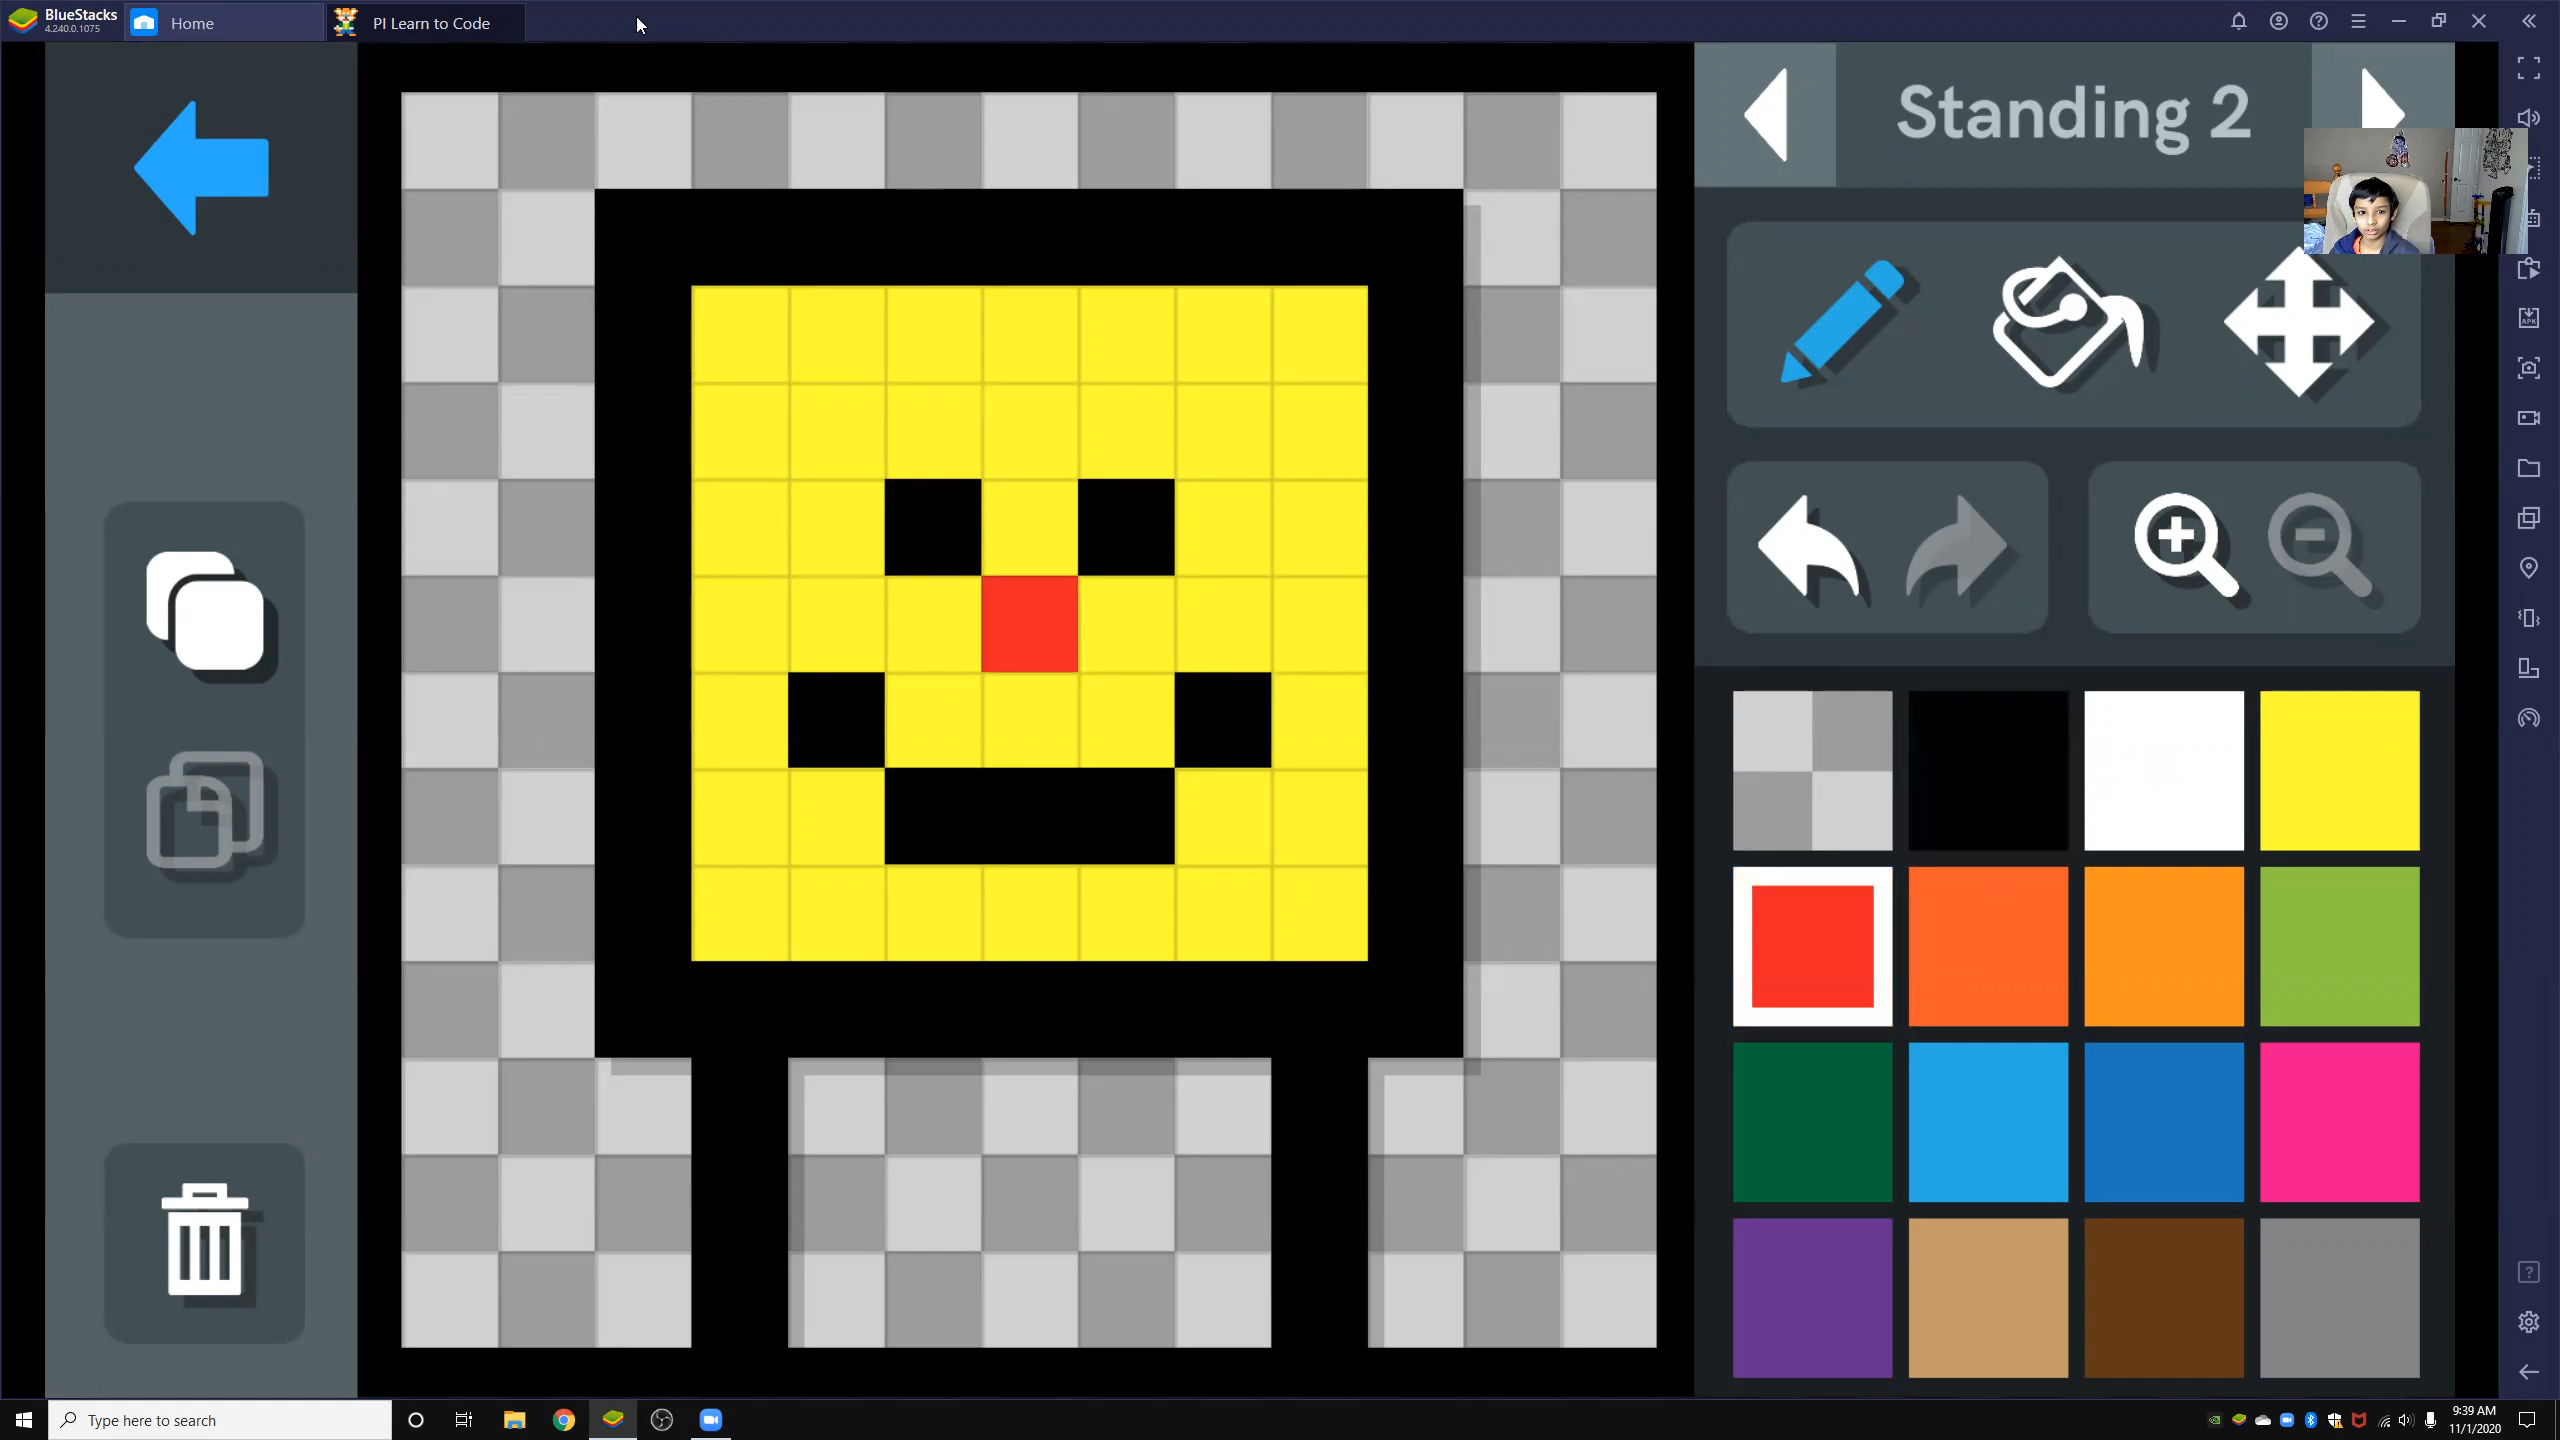 BlueStacks
4.240.0.1075
Home
PI Learn to Code
Standing 2
APK
Type here to search
9:39 AM
11/1/2020